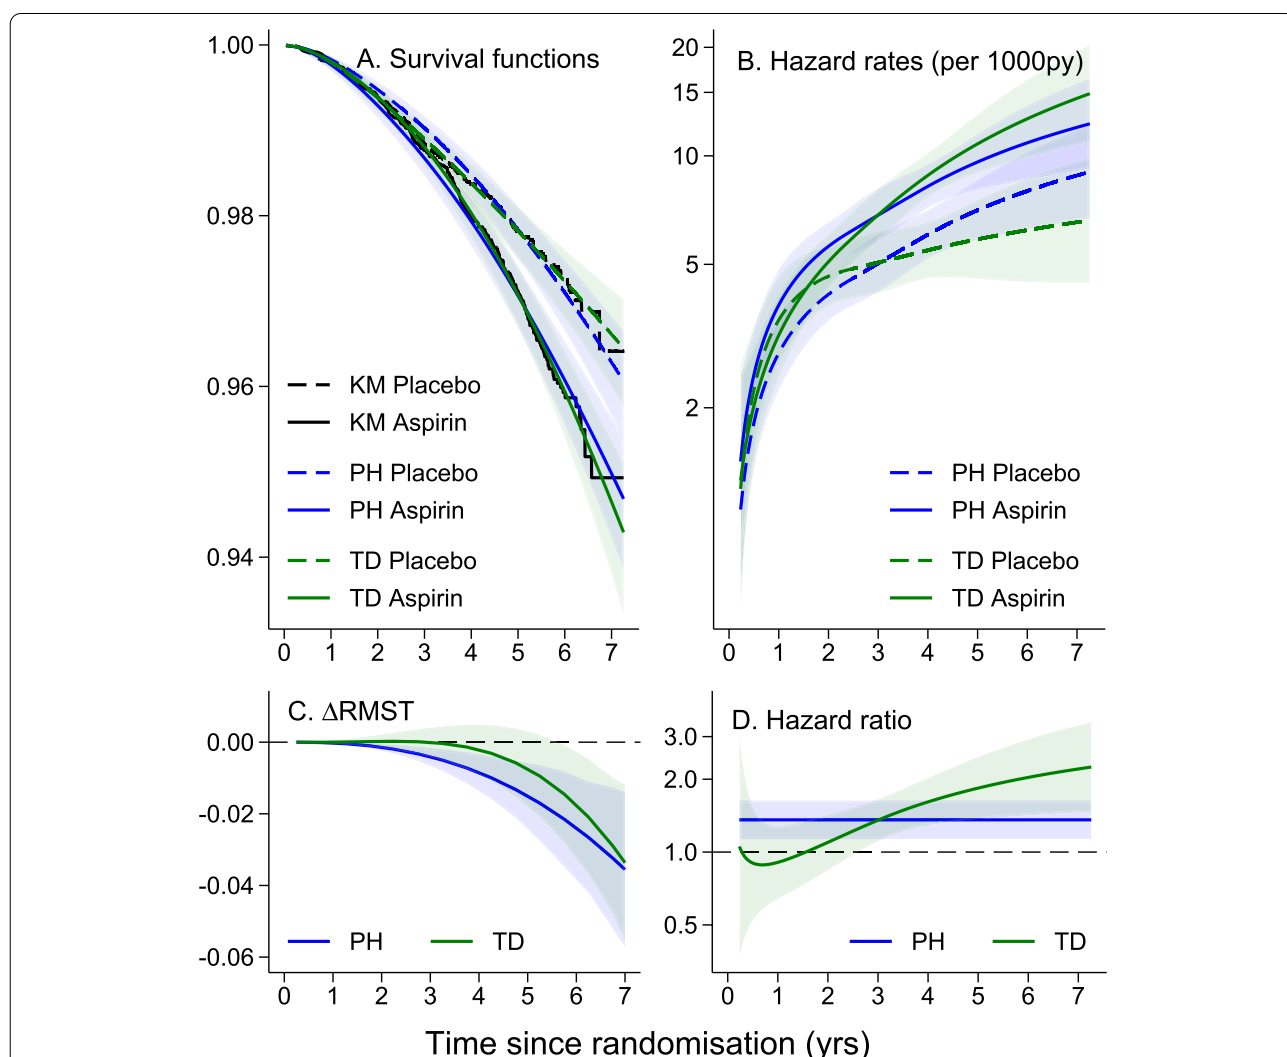 A. Survival functions
1.00
0.98
0.96
0.94
KM Placebo
KM Aspirin
PH Placebo
PH Aspirin
TD Placebo
TD Aspirin
0 1 2 3 4 5 6 7
B. Hazard rates (per 1000py)
20
15
10
5
2
PH Placebo
PH Aspirin
TD Placebo
TD Aspirin
0 1 2 3 4 5 6 7
C. ΔRMST
0.00
-0.02
-0.04
-0.06
PH TD
0 1 2 3 4 5 6 7
D. Hazard ratio
3.0
2.0
1.0
0.5
PH TD
0 1 2 3 4 5 6 7
Time since randomisation (yrs)